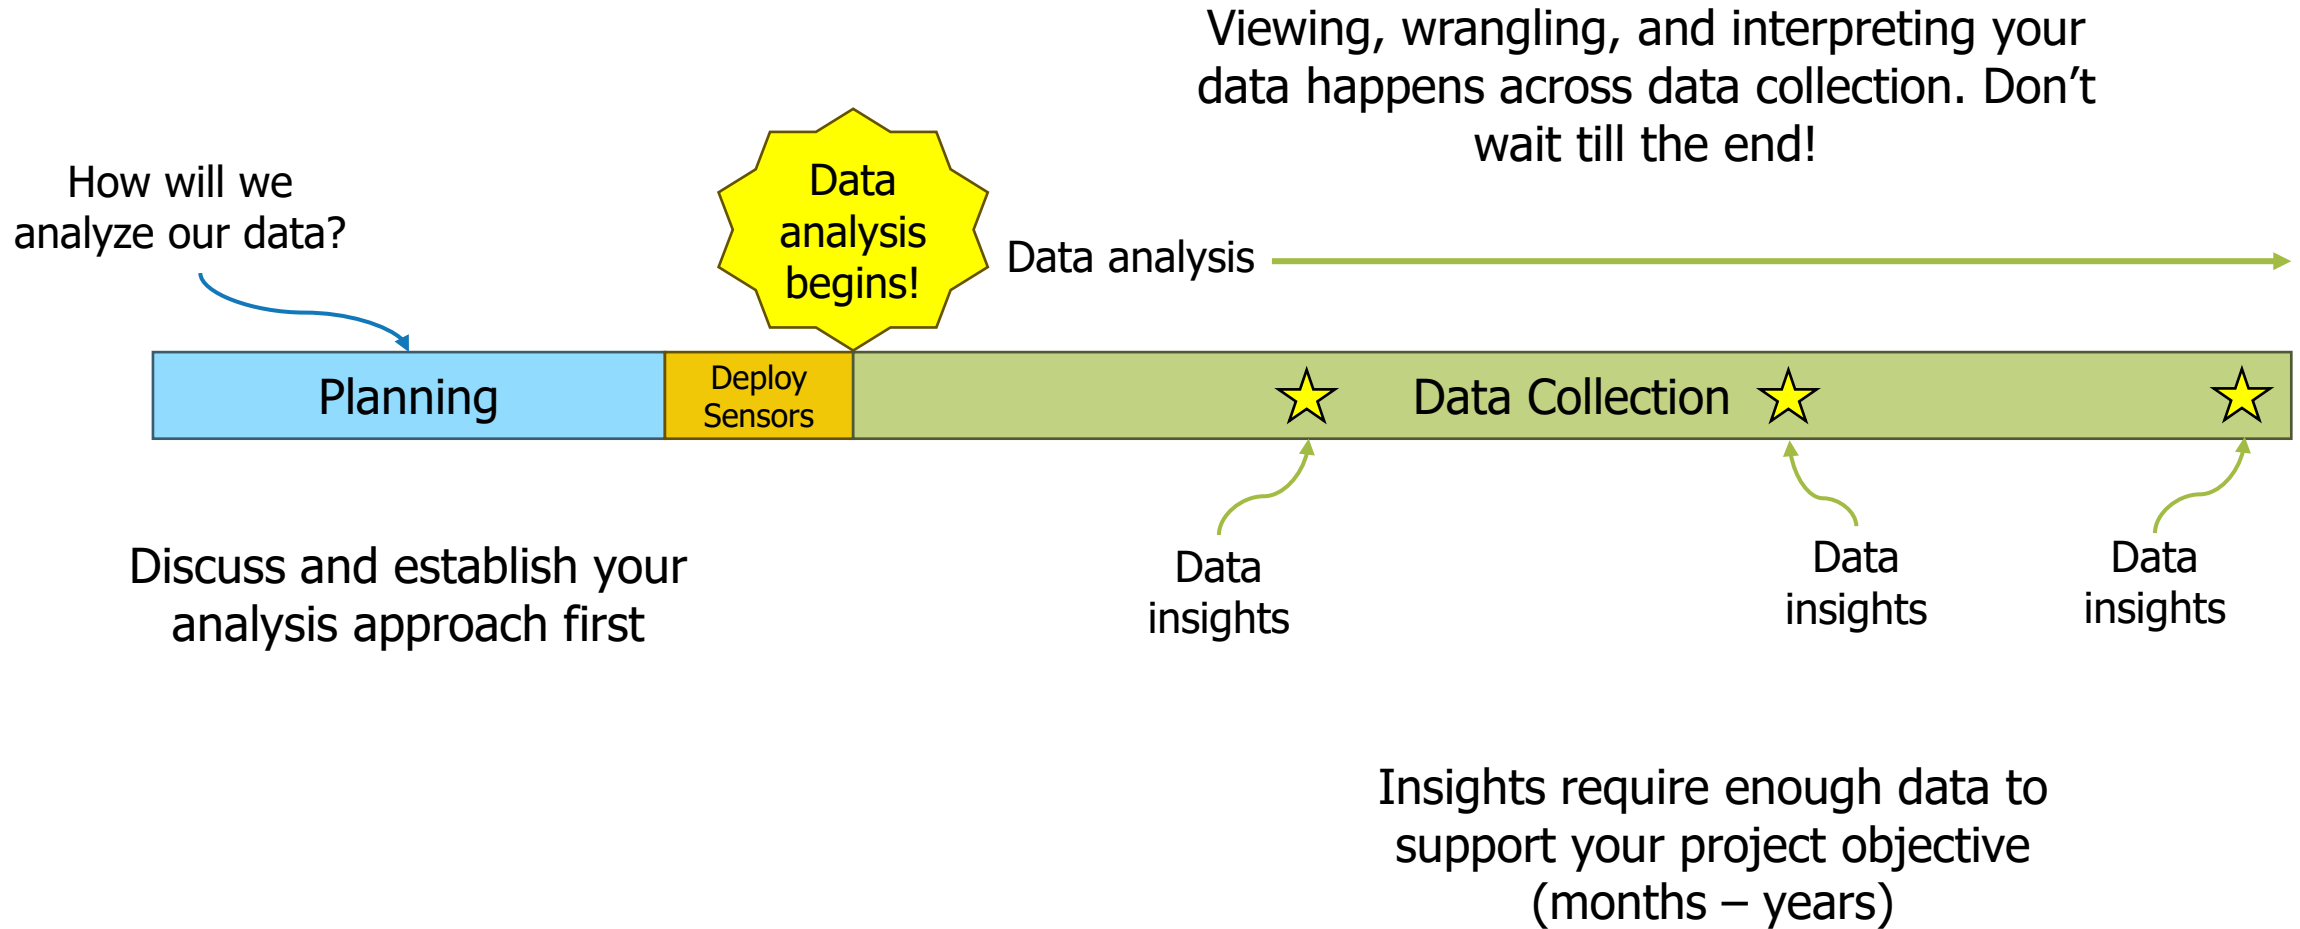 Viewing, wrangling, and interpreting your
data happens across data collection. Don’t
wait till the end!
How will we
analyze our data?
Data
analysis
begins!
Data analysis
Planning
Deploy
Sensors
Data Collection
Discuss and establish your
analysis approach first
Data
insights
Data
insights
Data
insights
Insights require enough data to
support your project objective
(months – years)